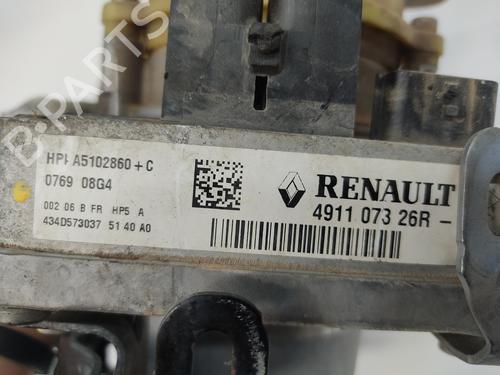 B-PARTS
HPI A5102860+C
0769 08G4
002 06 B FR HP5 A
434D573037 51 40 A0
RENAULT
4911 073 26R -